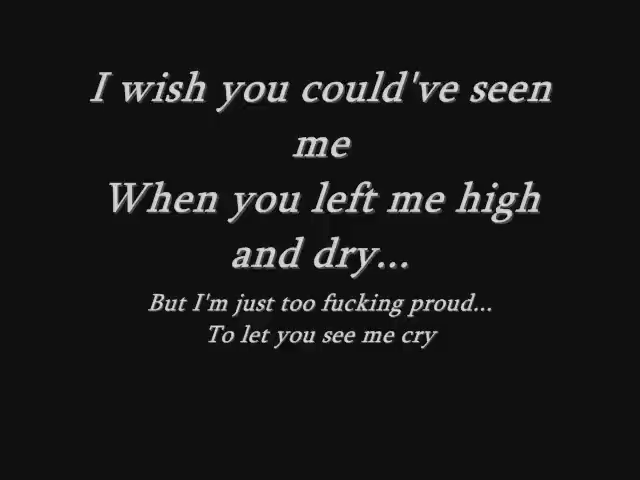 I wish you could've seen
me
When you left me high
and dry...
But I'm just too fucking proud...
To let you see me cry